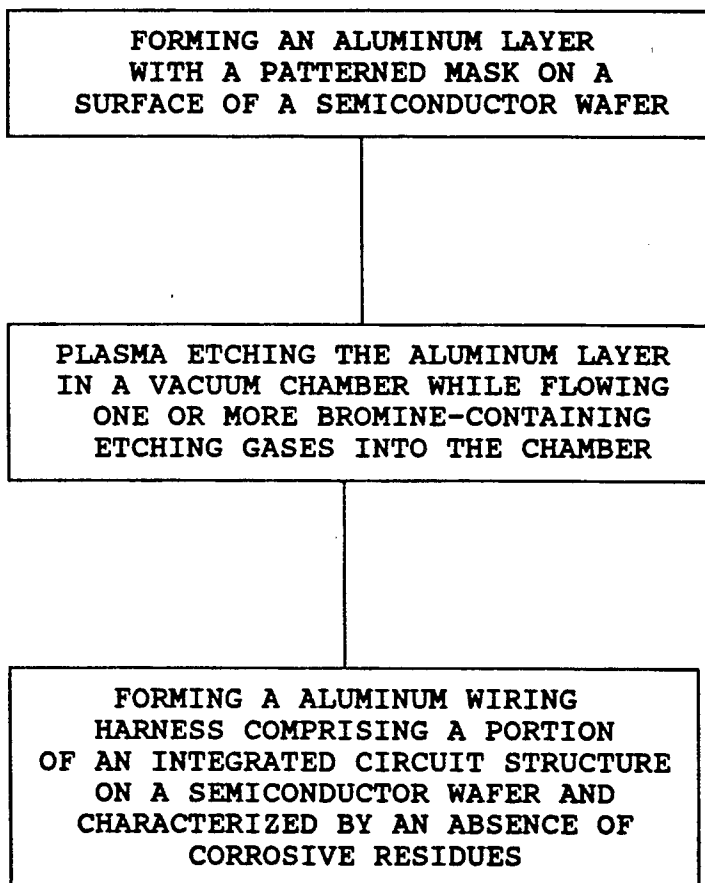 FORMING AN ALUMINUM LAYER
WITH A PATTERNED MASK ON A
SURFACE OF A SEMICONDUCTOR WAFER
PLASMA ETCHING THE ALUMINUM LAYER
IN A VACUUM CHAMBER WHILE FLOWING
ONE OR MORE BROMINE-CONTAINING
ETCHING GASES INTO THE CHAMBER
FORMING A ALUMINUM WIRING
HARNESS COMPRISING A PORTION
OF AN INTEGRATED CIRCUIT STRUCTURE
ON A SEMICONDUCTOR WAFER AND
CHARACTERIZED BY AN ABSENCE OF
CORROSIVE RESIDUES